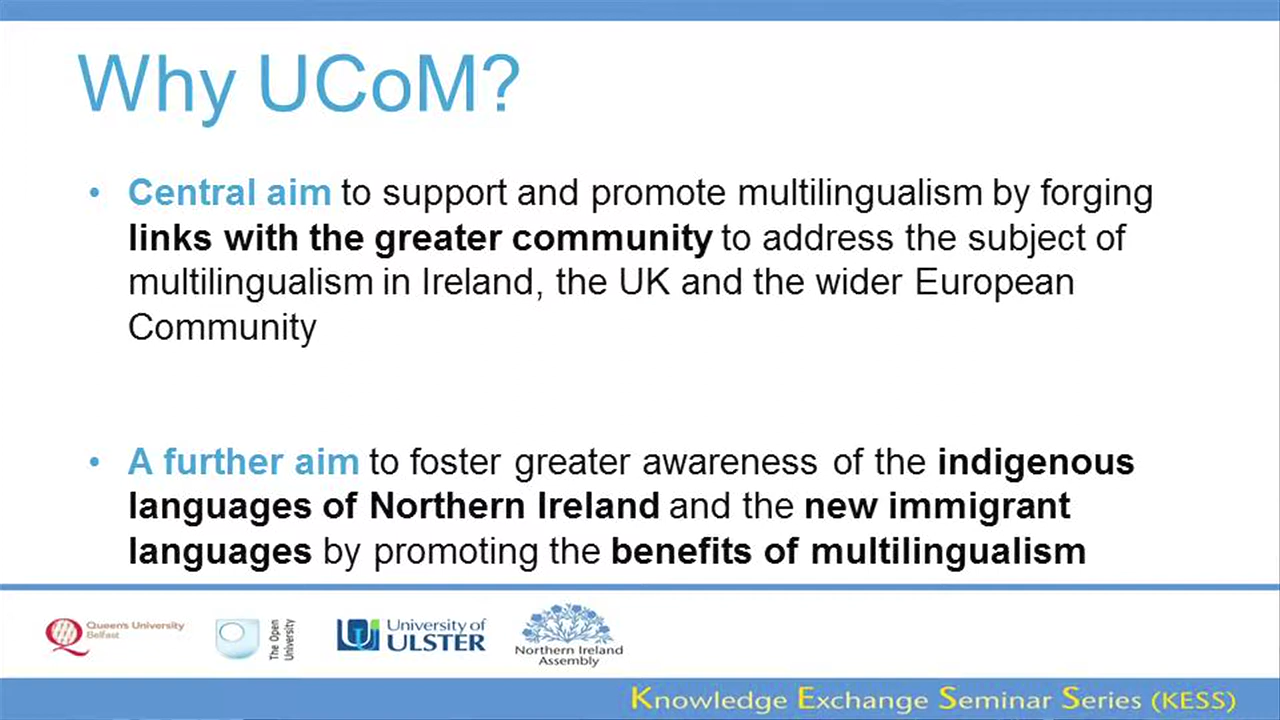 Why UCoM?
• Central aim to support and promote multilingualism by forging
links with the greater community to address the subject of
multilingualism in Ireland, the UK and the wider European
Community
• A further aim to foster greater awareness of the indigenous
languages of Northern Ireland and the new immigrant
languages by promoting the benefits of multilingualism
Queen's University
Belfast
The Open
University
University of
ULSTER
Northern Ireland
Assembly
Knowledge Exchange Seminar Series (KESS)